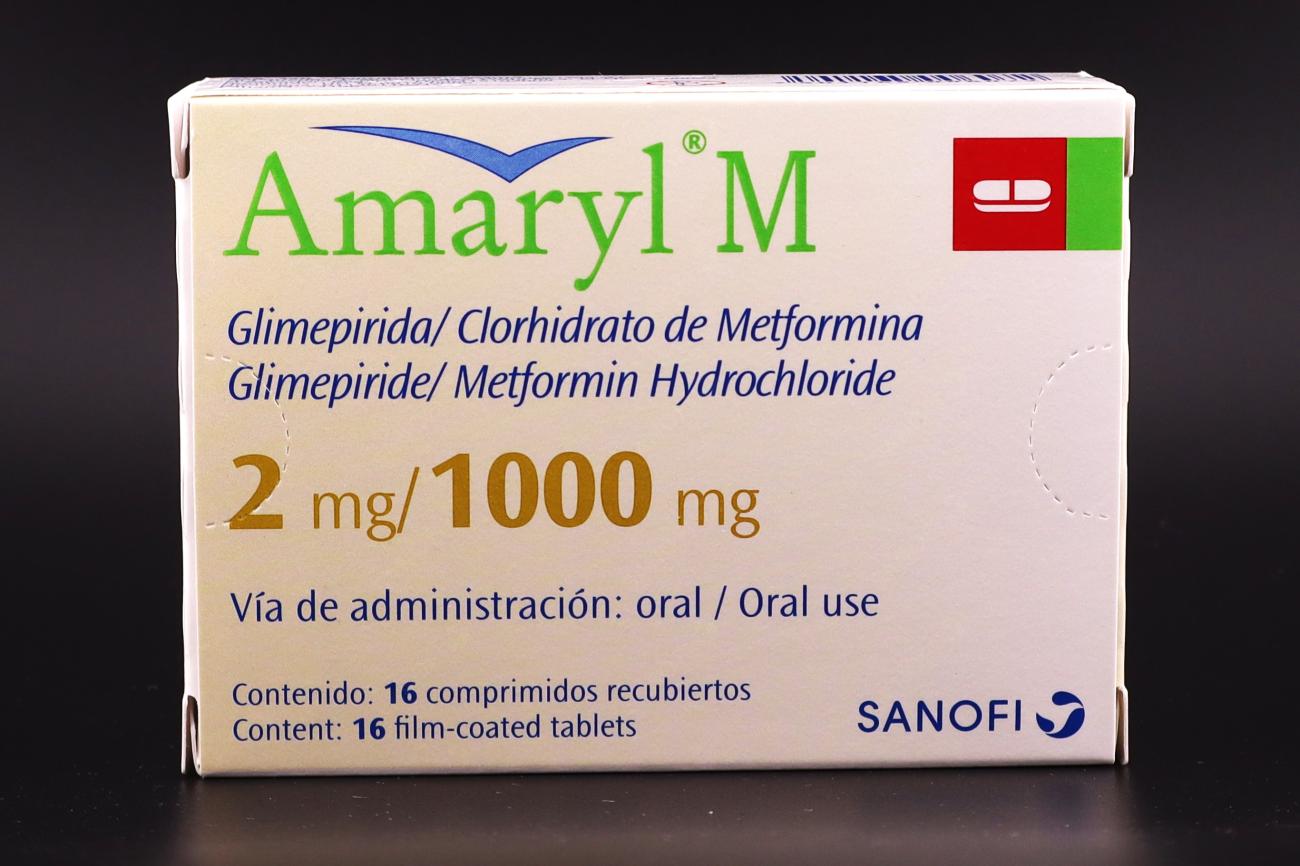 Amaryl® M
Glimepirida/ Clorhidrato de Metformina
Glimepiride/ Metformin Hydrochloride
2 mg/1000 mg
Vía de administración: oral / Oral use
Contenido: 16 comprimidos recubiertos
Content: 16 film-coated tablets
SANOFI